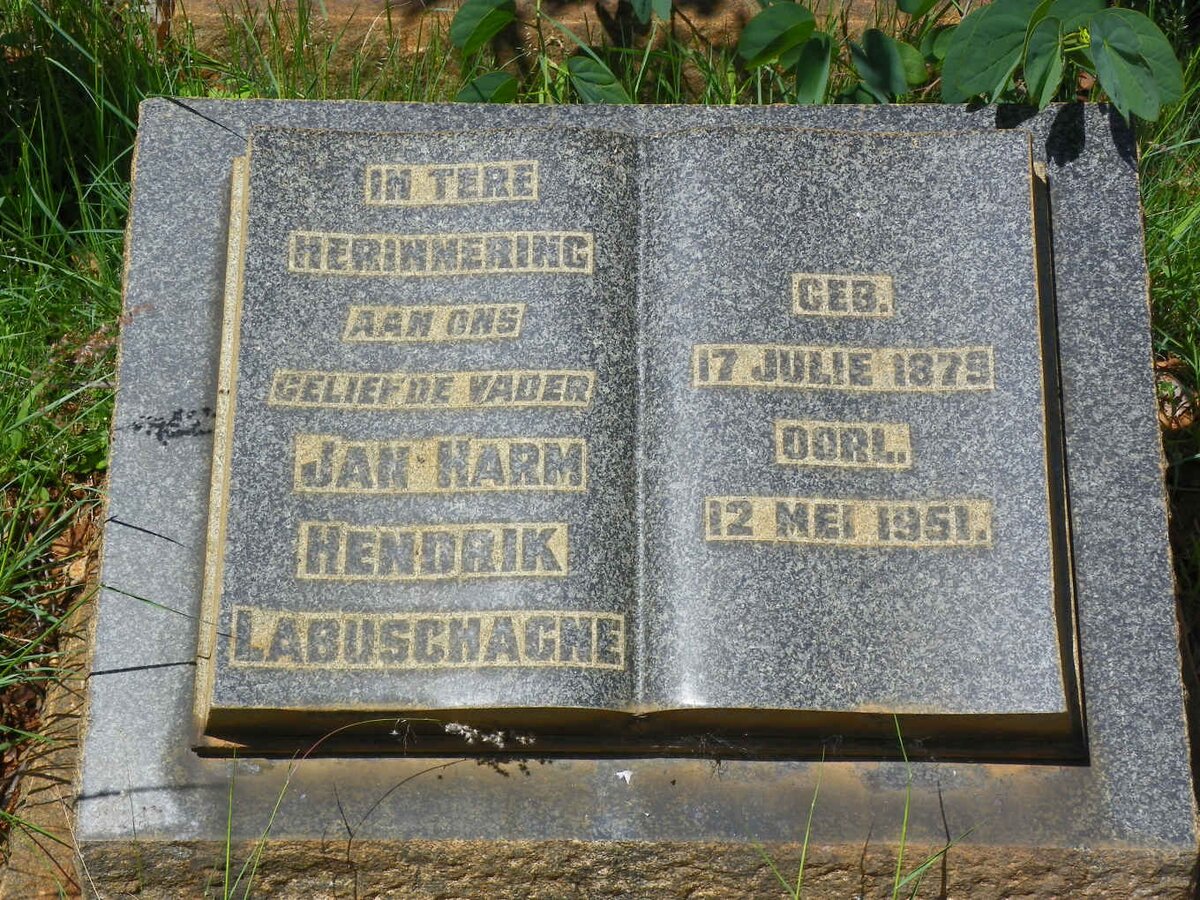 IN TERE
HERINNERING
AAN ONS
GELIEFDE VADER
JAN HARM
HENDRIK
LABUSCHAGNE
GEB.
17 JULIE 1879
OORL.
12 MEI 1951.